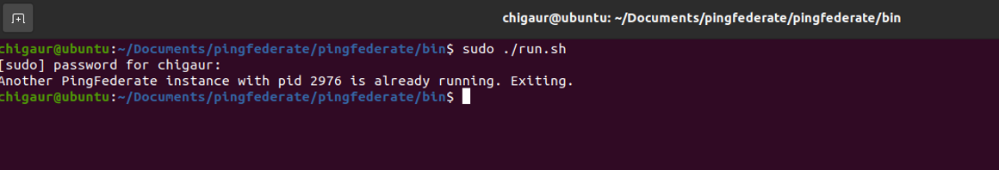 chigaur@ubuntu: ~/Documents/pingfederate/pingfederate/bin
chigaur@ubuntu:~/Documents/pingfederate/pingfederate/bin$ sudo ./run.sh
[sudo] password for chigaur:
Another PingFederate instance with pid 2976 is already running. Exiting.
chigaur@ubuntu:~/Documents/pingfederate/pingfederate/bin$